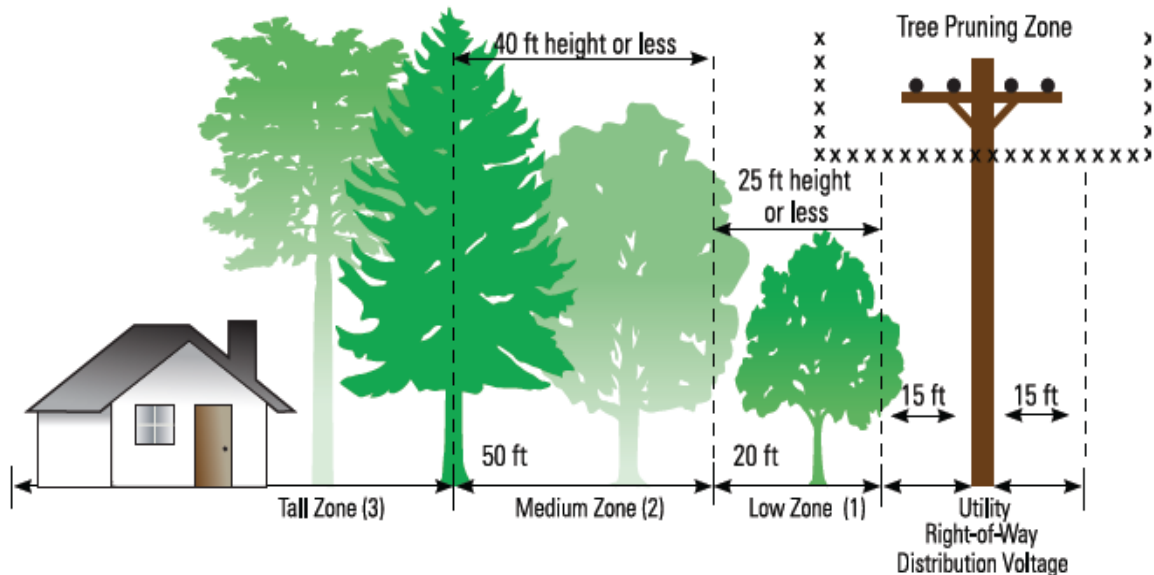 Tree Pruning Zone
40 ft height or less
x x x x x x x x x x x x x x x x x x x x x x x x x x x x x x x
25 ft height
or less
15 ft
15 ft
50 ft
20 ft
Tall Zone (3)
Medium Zone (2)
Low Zone (1)
Utility
Right-of-Way
Distribution Voltage